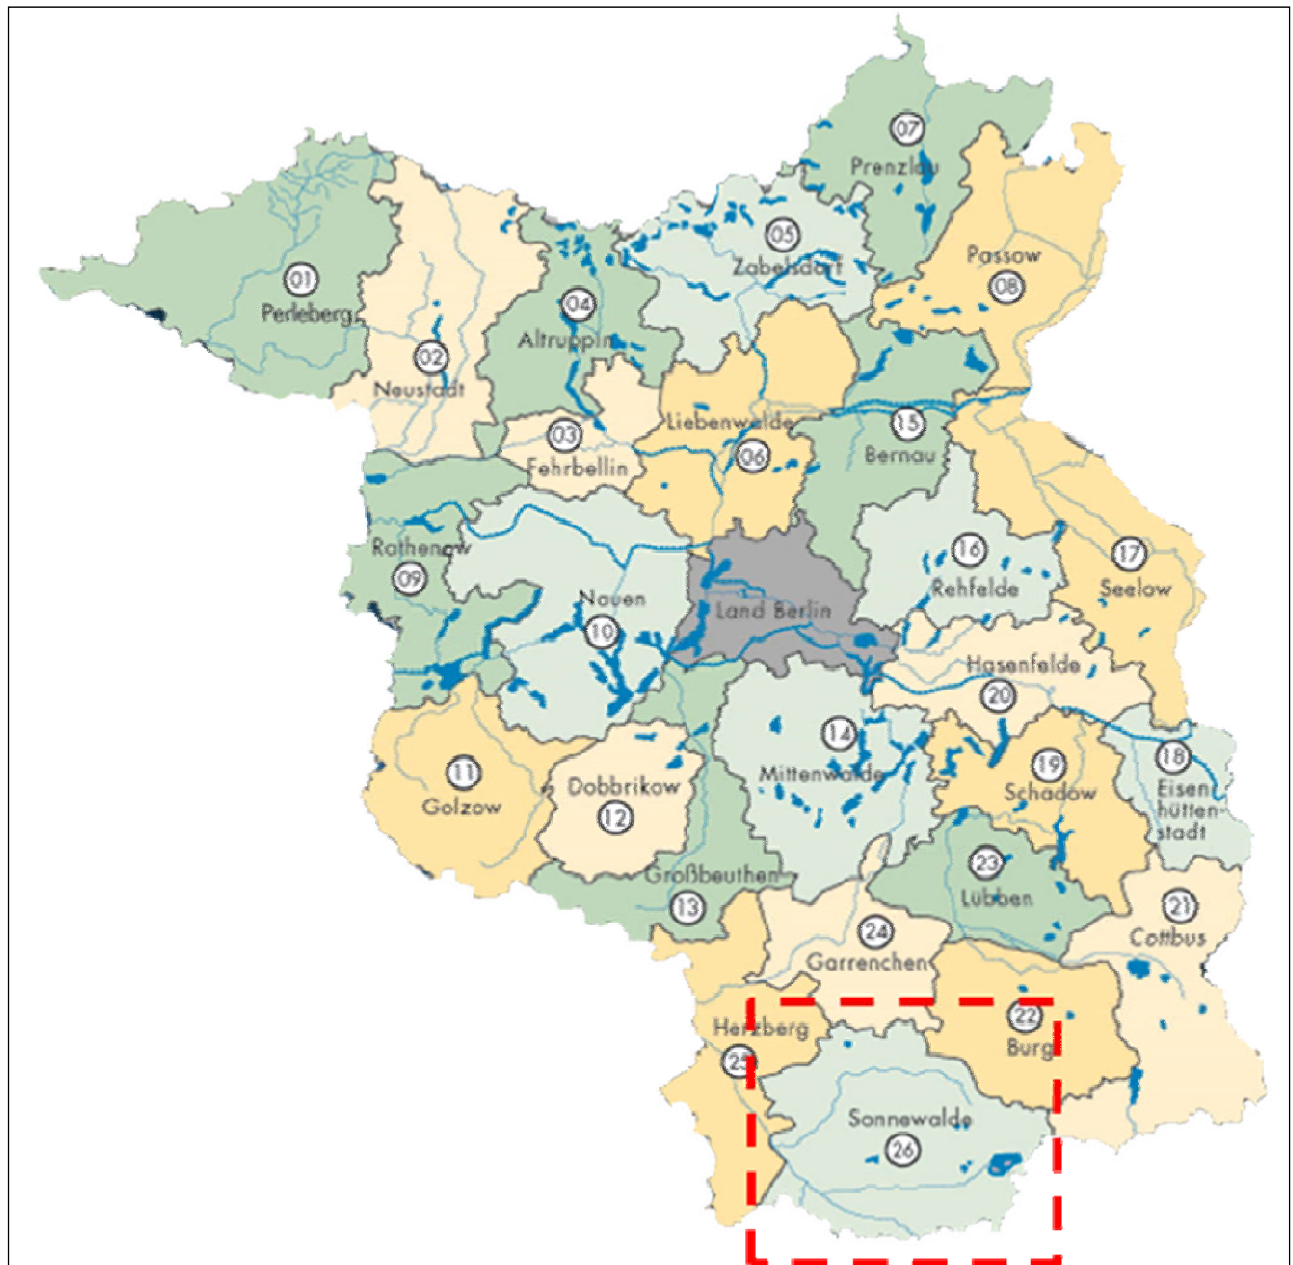 07
Prenzlau
05
Zabelsdorf
Passow
08
01
Perleberg
04
Altruppin
02
Neustadt
Liebenwalde
06
15
Bernau
03
Fehrbellin
Rathenow
09
16
Rehfelde
17
Seelow
Nauen
10
Land Berlin
Hasenfelde
20
14
Mittenwalde
18
Eisen
hütten-
stadt
19
Schadow
11
Golzow
Dobbrikow
12
Großbeuthen
13
23
Lübben
21
Cottbus
24
Garrenchen
Herzberg
25
22
Burg
Sonnewalde
26